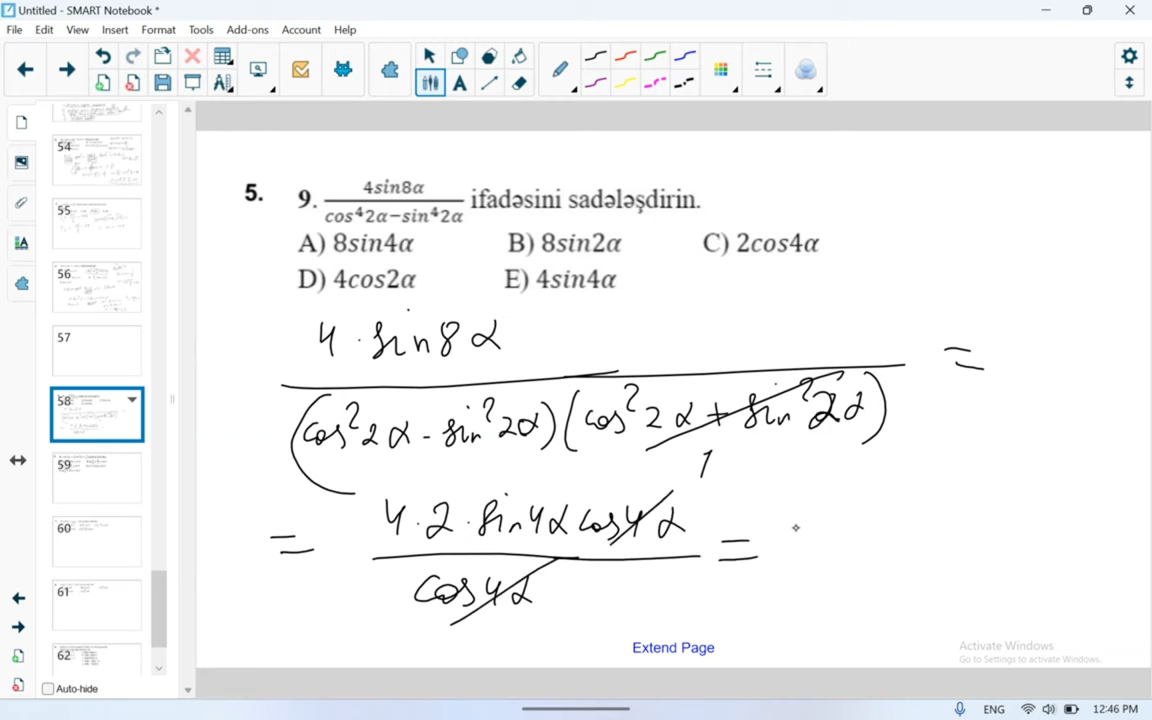 Untitled - SMART Notebook *
File Edit View Insert Format Tools Add-ons Account Help
54
55
56
57
58
59
60
61
62
Auto-hide
5. 9. 4sin8α / cos⁴2α−sin⁴2α ifadəsini sadələşdirin.
A) 8sin4α B) 8sin2α C) 2cos4α
D) 4cos2α E) 4sin4α
4 · sin8α
=
(cos²2α - sin²2α)(cos²2α + sin²2α)
1
= 4 · 2 · sin4α cos4α =
cos4α
Extend Page
Activate Windows
Go to Settings to activate Windows.
ENG 12:46 PM